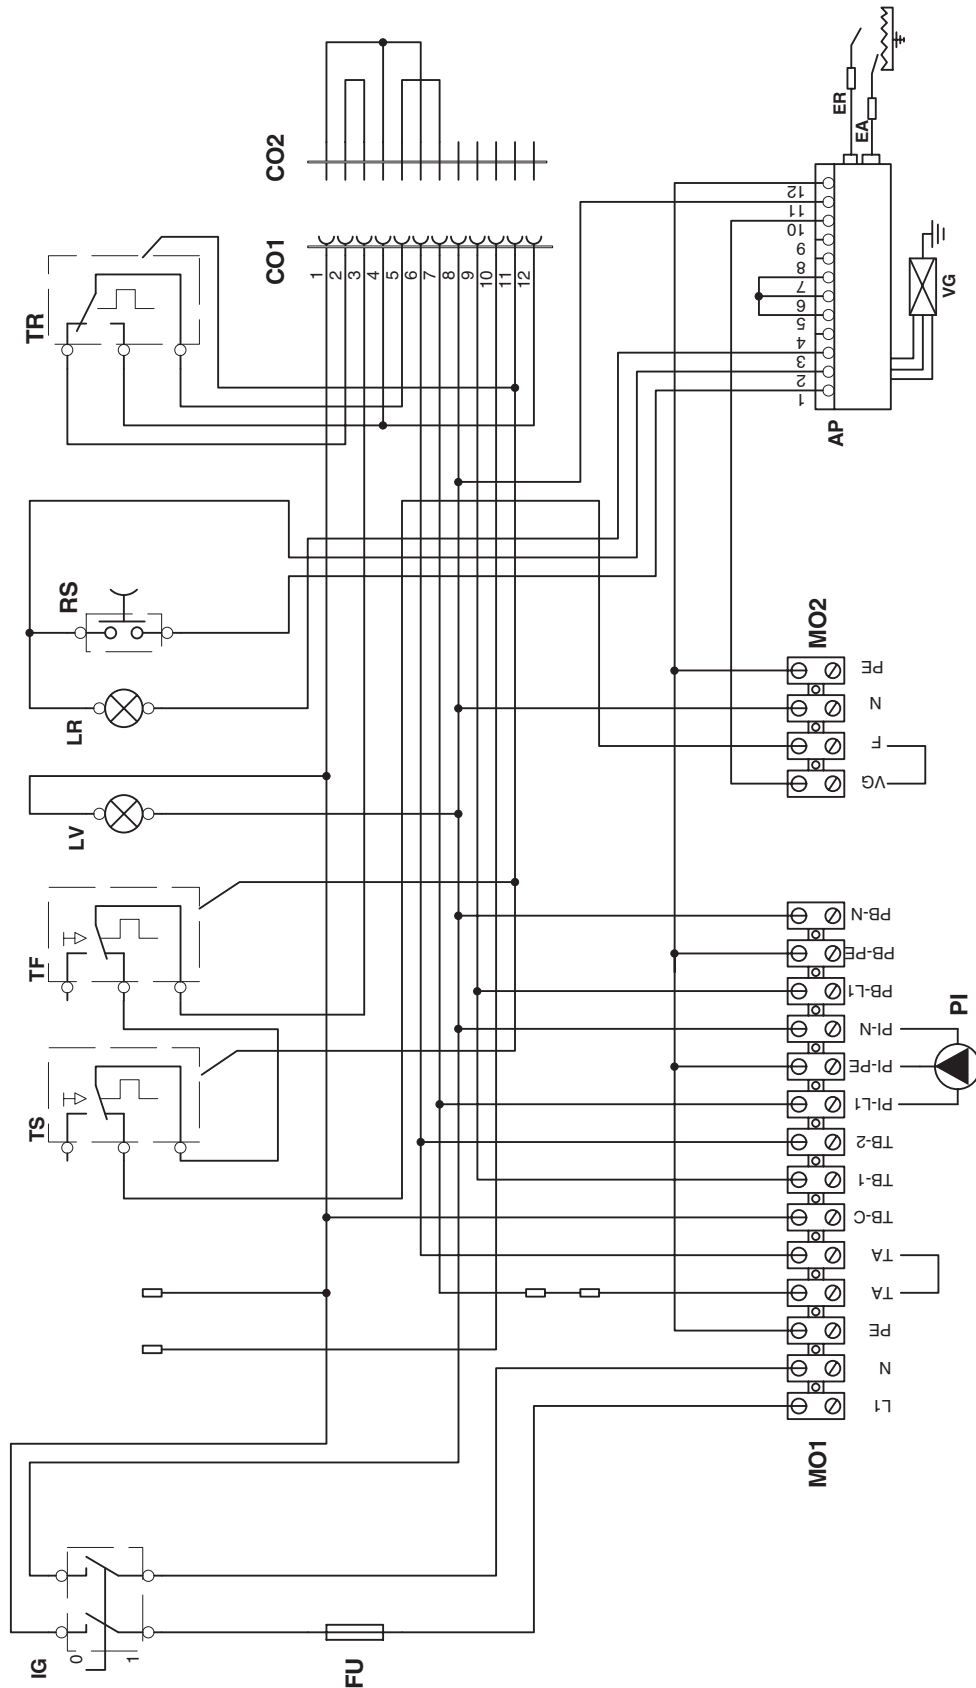 CO2
ER
EA
CO1
TR
1
2
3
4
5
6
7
8
9
10
11
12
12
11
10
9
8
7
6
5
4
3
2
1
VG
AP
RS
LR
MO2
PE
N
F
VG
LV
TF
TS
PB-N
PB-PE
PB-L1
PI-N
PI-PE
PI-L1
TB-2
TB-1
TB-C
TA
TA
PE
N
L1
PI
MO1
IG
0
1
FU